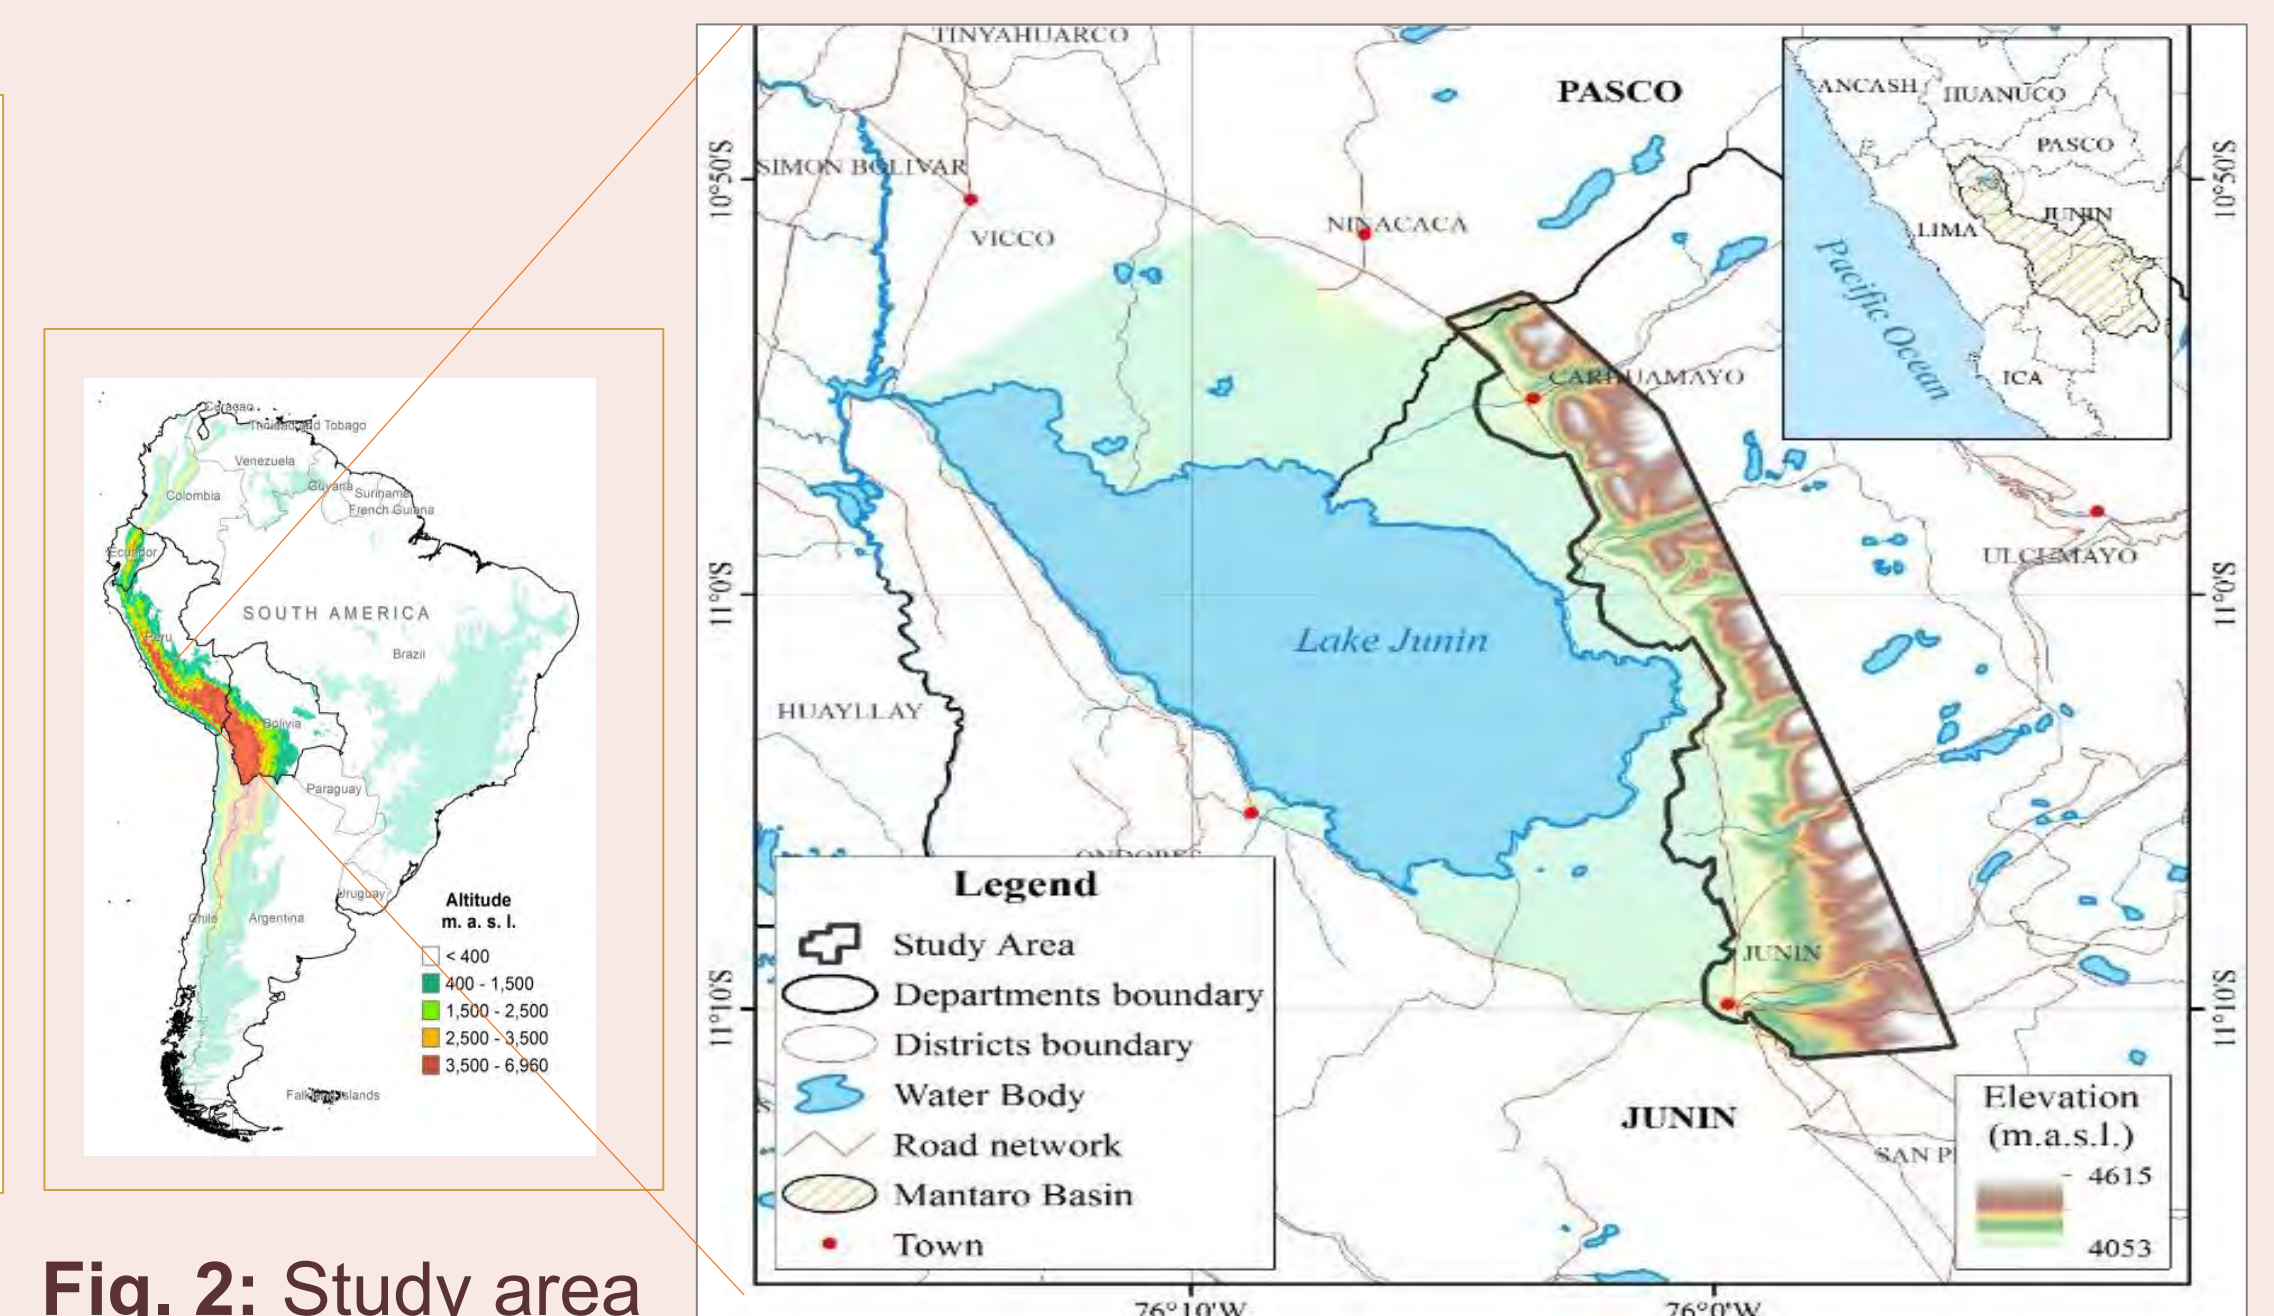 Curaçao
Trinidad and Tobago
Venezuela
Guyana
Suriname
French Guiana
Colombia
Ecuador
SOUTH AMERICA
Peru
Brazil
Bolivia
Paraguay
Uruguay
Chile
Argentina
Falkland Islands
Altitude
m. a. s. l.
< 400
400 - 1,500
1,500 - 2,500
2,500 - 3,500
3,500 - 6,960
Fig. 2: Study area
TINYAHUARCO
PASCO
SIMON BOLIVAR
VICCO
NINACACA
CARHUAMAYO
ULCUMAYO
Lake Junin
HUAYLLAY
ONDORES
JUNIN
JUNIN
SAN P
10°50'S
11°0'S
11°10'S
10°50'S
11°0'S
11°10'S
76°10'W
76°0'W
ANCASH
HUANUCO
PASCO
JUNIN
LIMA
Pacific Ocean
ICA
Legend
Study Area
Departments boundary
Districts boundary
Water Body
Road network
Mantaro Basin
Town
Elevation
(m.a.s.l.)
4615
4053